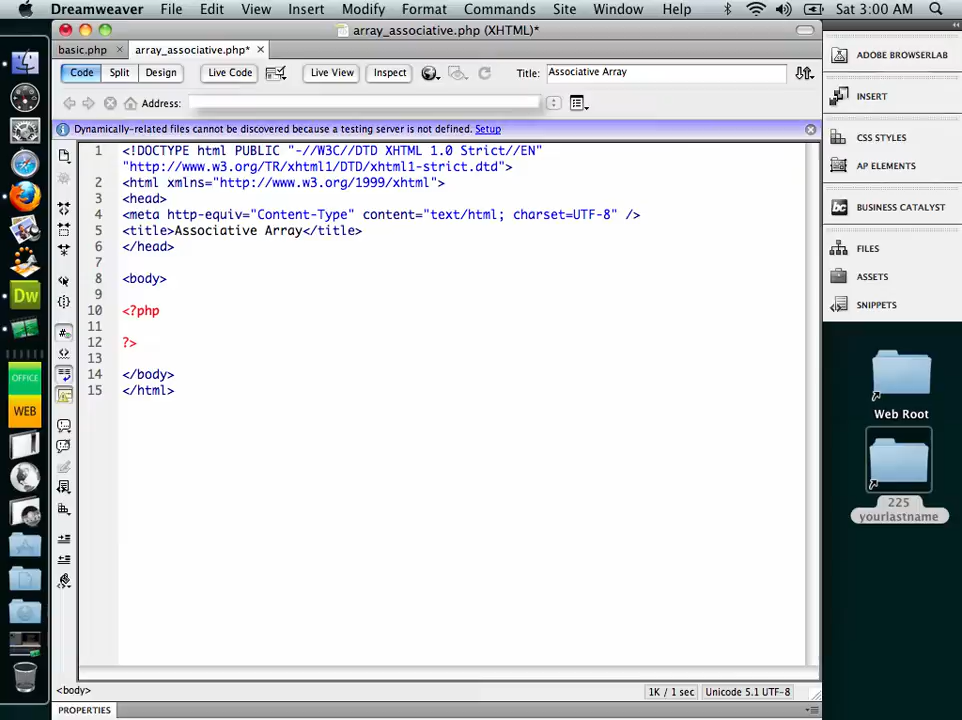 Dreamweaver File Edit View Insert Modify Format Commands Site Window Help Sat 3:00 AM
array_associative.php (XHTML)*
basic.php array_associative.php*
Code Split Design Live Code Live View Inspect Title: Associative Array
Address:
Dynamically-related files cannot be discovered because a testing server is not defined. Setup
1 <!DOCTYPE html PUBLIC "-//W3C//DTD XHTML 1.0 Strict//EN"
"http://www.w3.org/TR/xhtml1/DTD/xhtml1-strict.dtd">
2 <html xmlns="http://www.w3.org/1999/xhtml">
3 <head>
4 <meta http-equiv="Content-Type" content="text/html; charset=UTF-8" />
5 <title>Associative Array</title>
6 </head>
7
8 <body>
9
10 <?php
11
12 ?>
13
14 </body>
15 </html>
<body> 1K / 1 sec Unicode 5.1 UTF-8
PROPERTIES
ADOBE BROWSERLAB
INSERT
CSS STYLES
AP ELEMENTS
bc BUSINESS CATALYST
FILES
ASSETS
SNIPPETS
Web Root
225
yourlastname
Dw
OFFICE
WEB